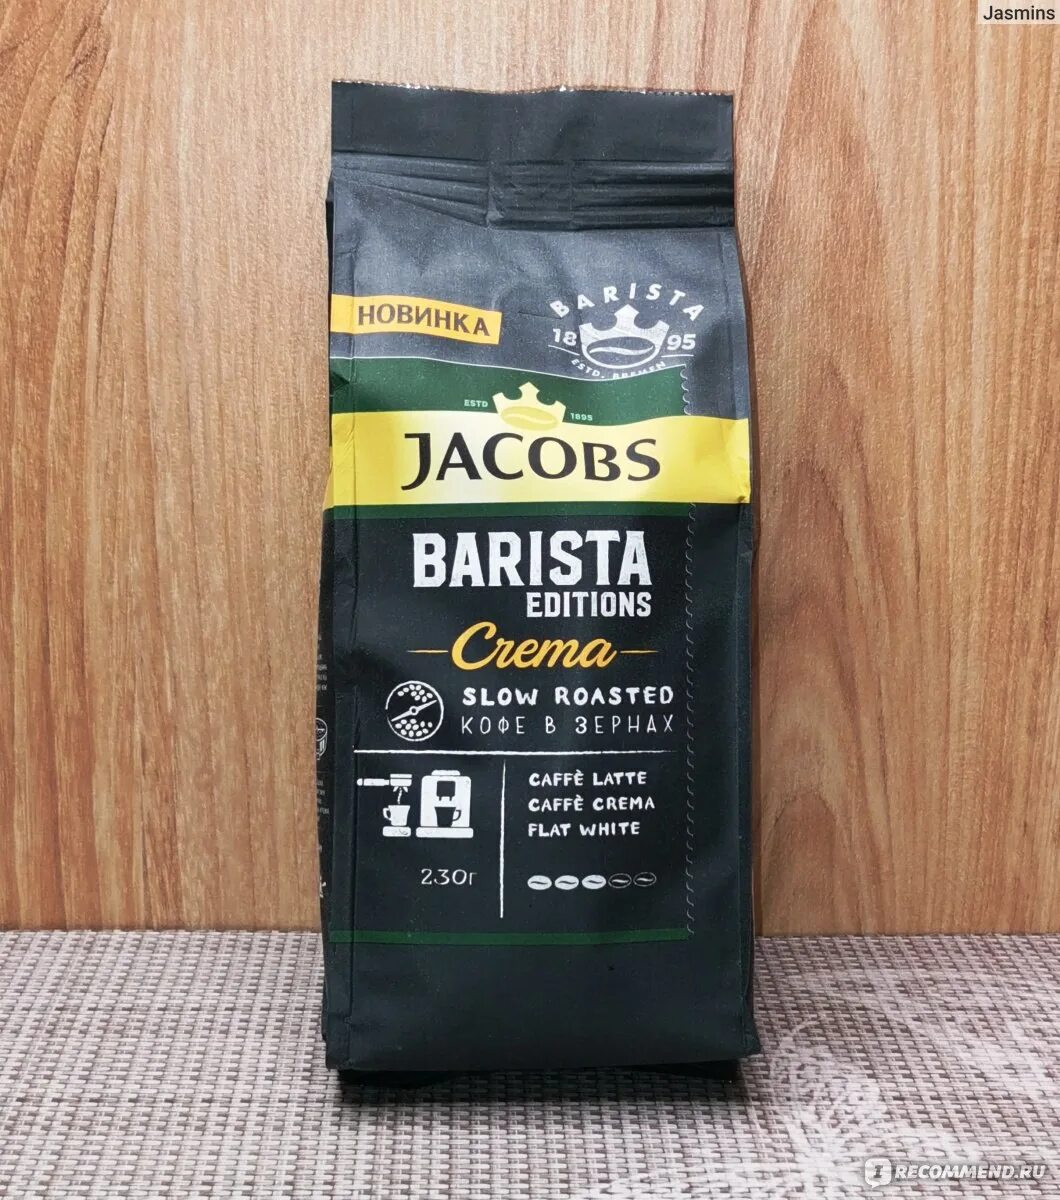 Jasmins
НОВИНКА
BARISTA
18 95
ESTD. BREMEN
ESTD 1895
JACOBS
BARISTA
EDITIONS
Crema
SLOW ROASTED
КОФЕ В ЗЕРНАХ
CAFFÈ LATTE
CAFFÈ CREMA
FLAT WHITE
230г
RECOMMEND.RU